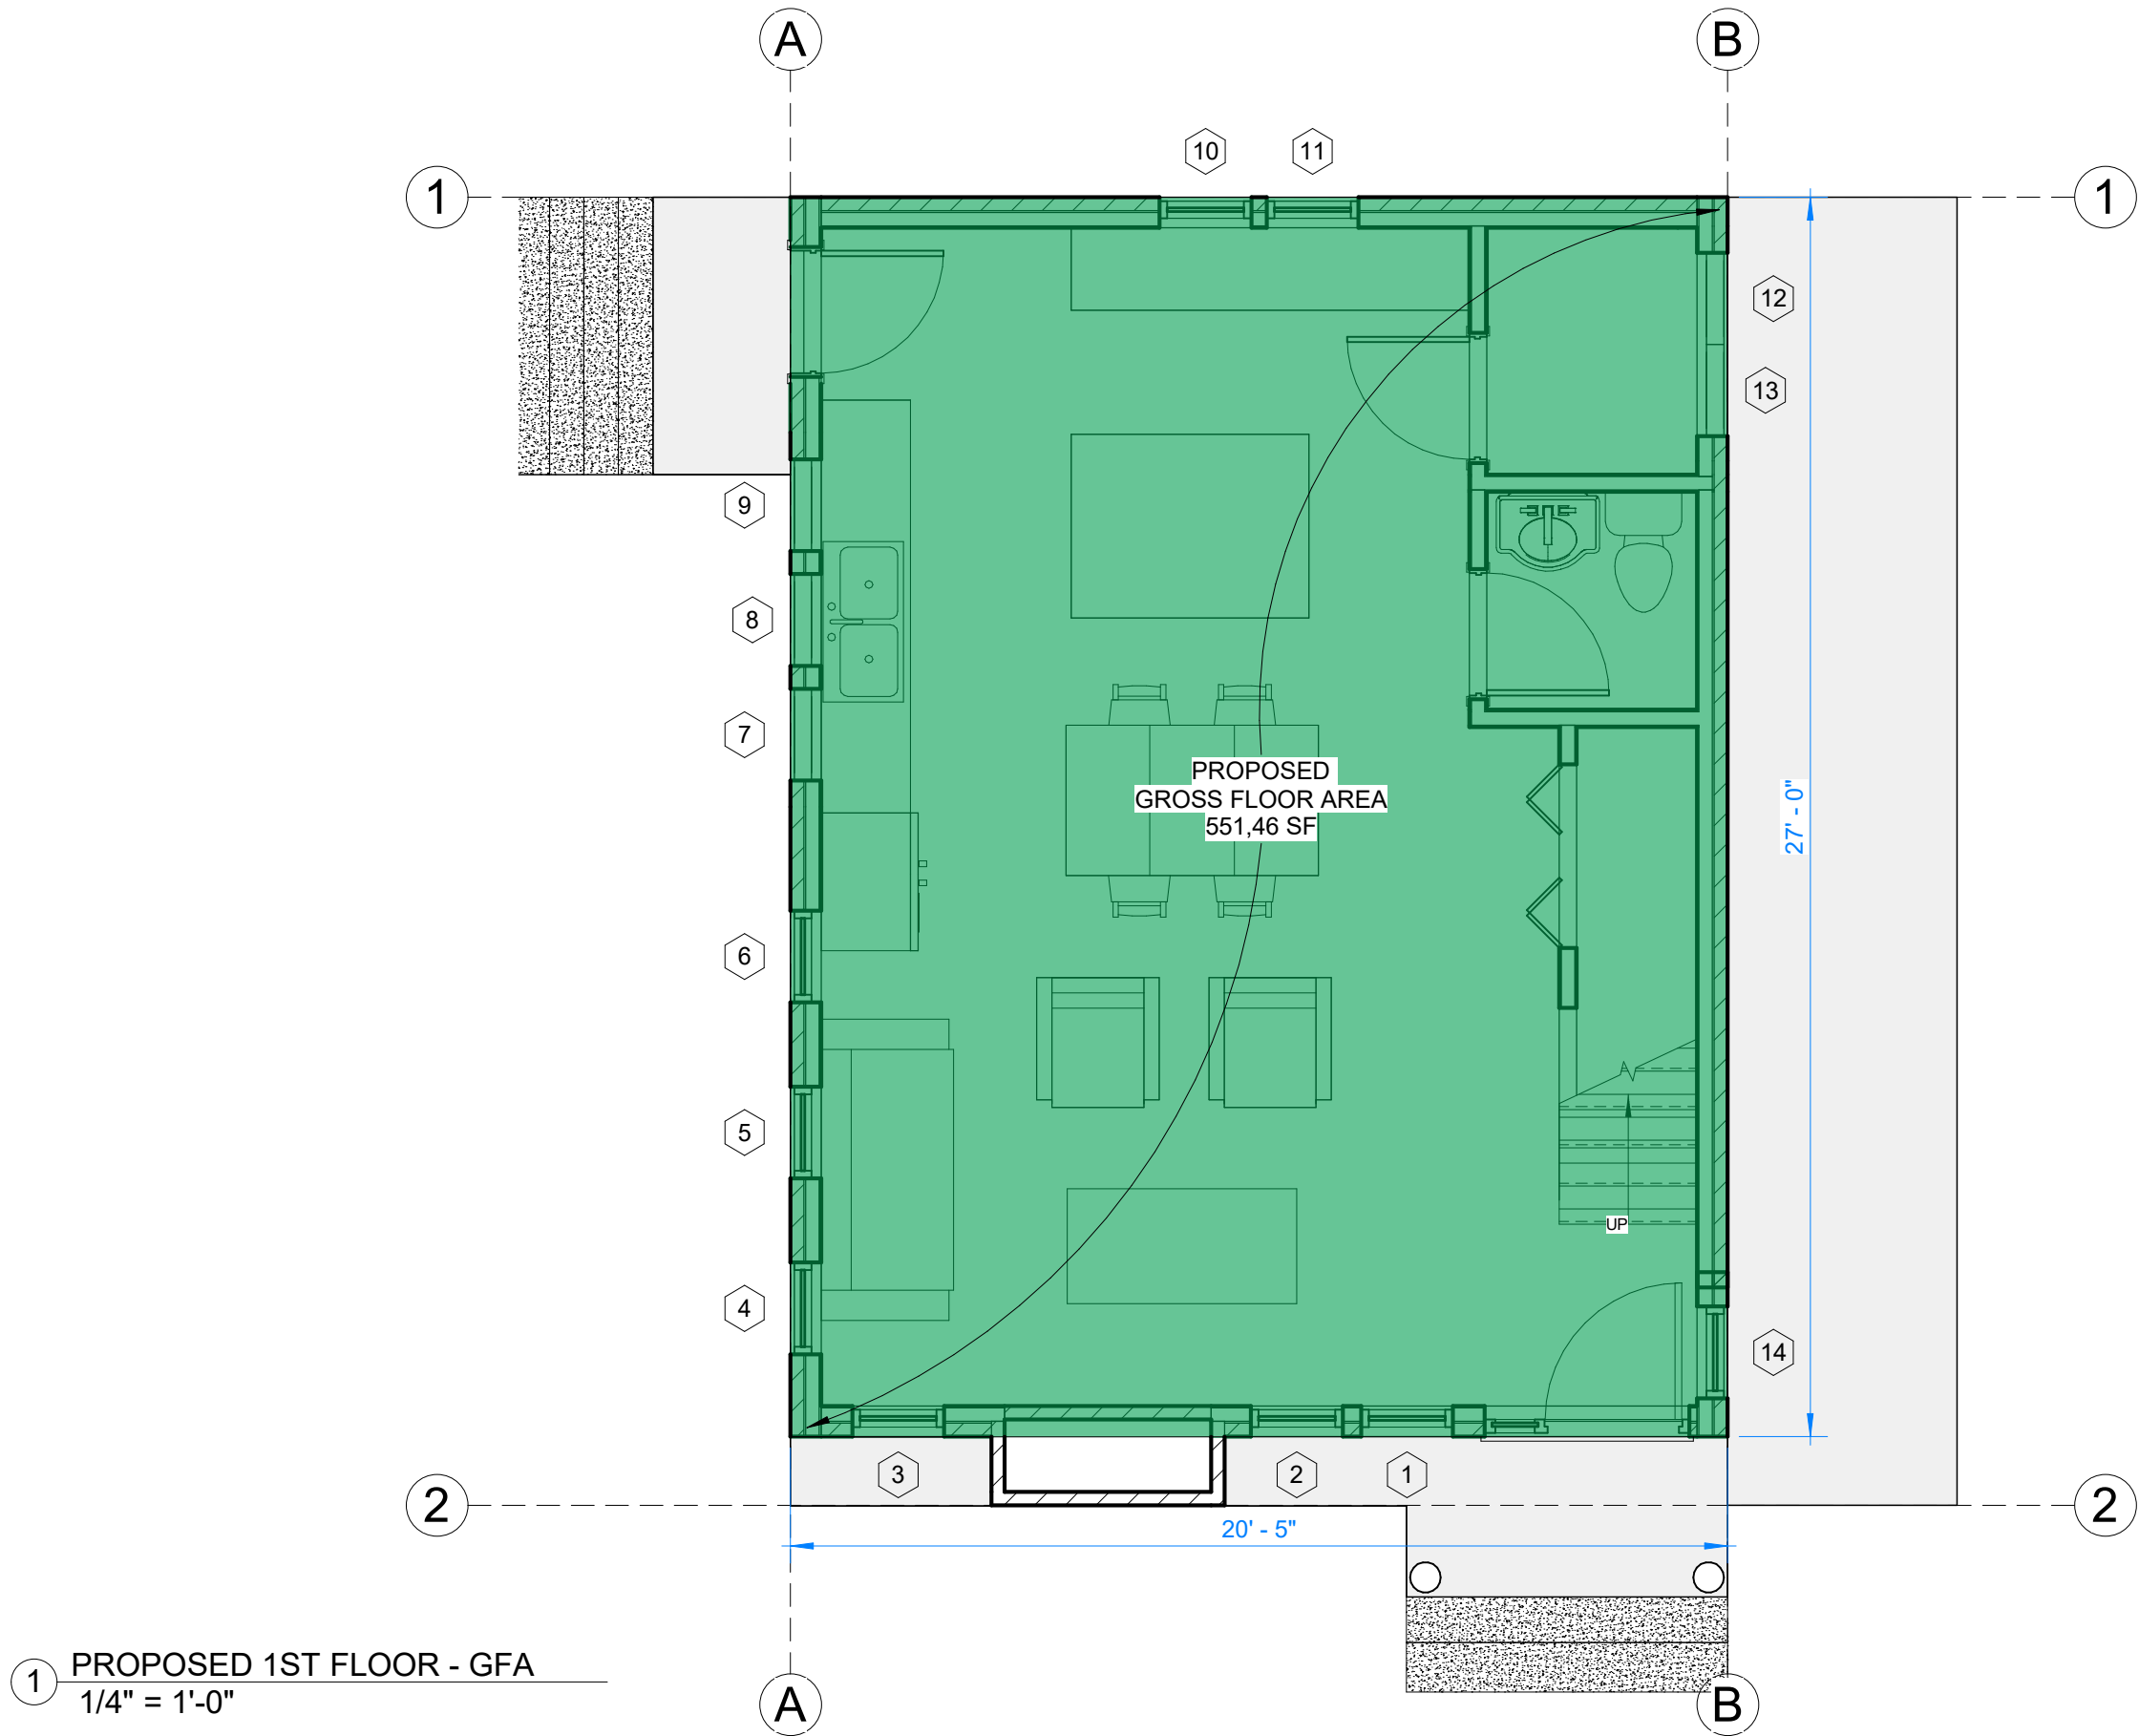 A
B
10
11
1
1
12
13
9
8
7
PROPOSED
GROSS FLOOR AREA
551,46 SF
27' - 0"
6
5
UP
4
14
3
2
1
2
2
20' - 5"
1
PROPOSED 1ST FLOOR - GFA
1/4" = 1'-0"
A
B